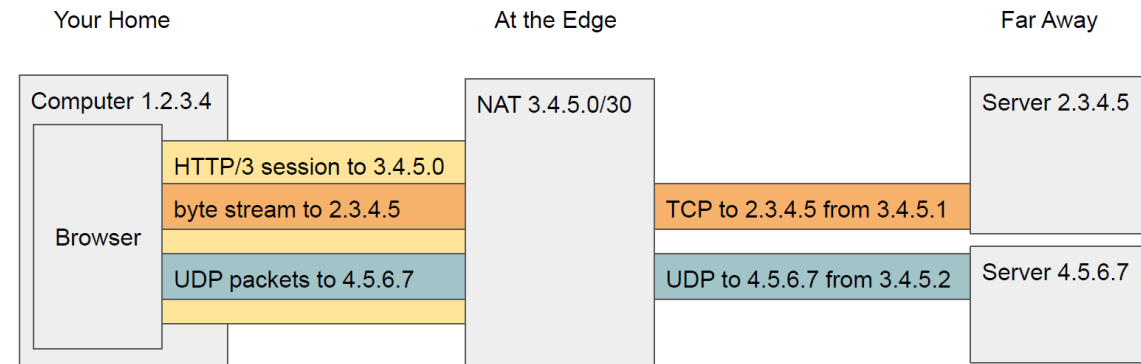 Your Home
At the Edge
Far Away
Computer 1.2.3.4
NAT 3.4.5.0/30
Server 2.3.4.5
HTTP/3 session to 3.4.5.0
byte stream to 2.3.4.5
TCP to 2.3.4.5 from 3.4.5.1
Browser
UDP packets to 4.5.6.7
UDP to 4.5.6.7 from 3.4.5.2
Server 4.5.6.7